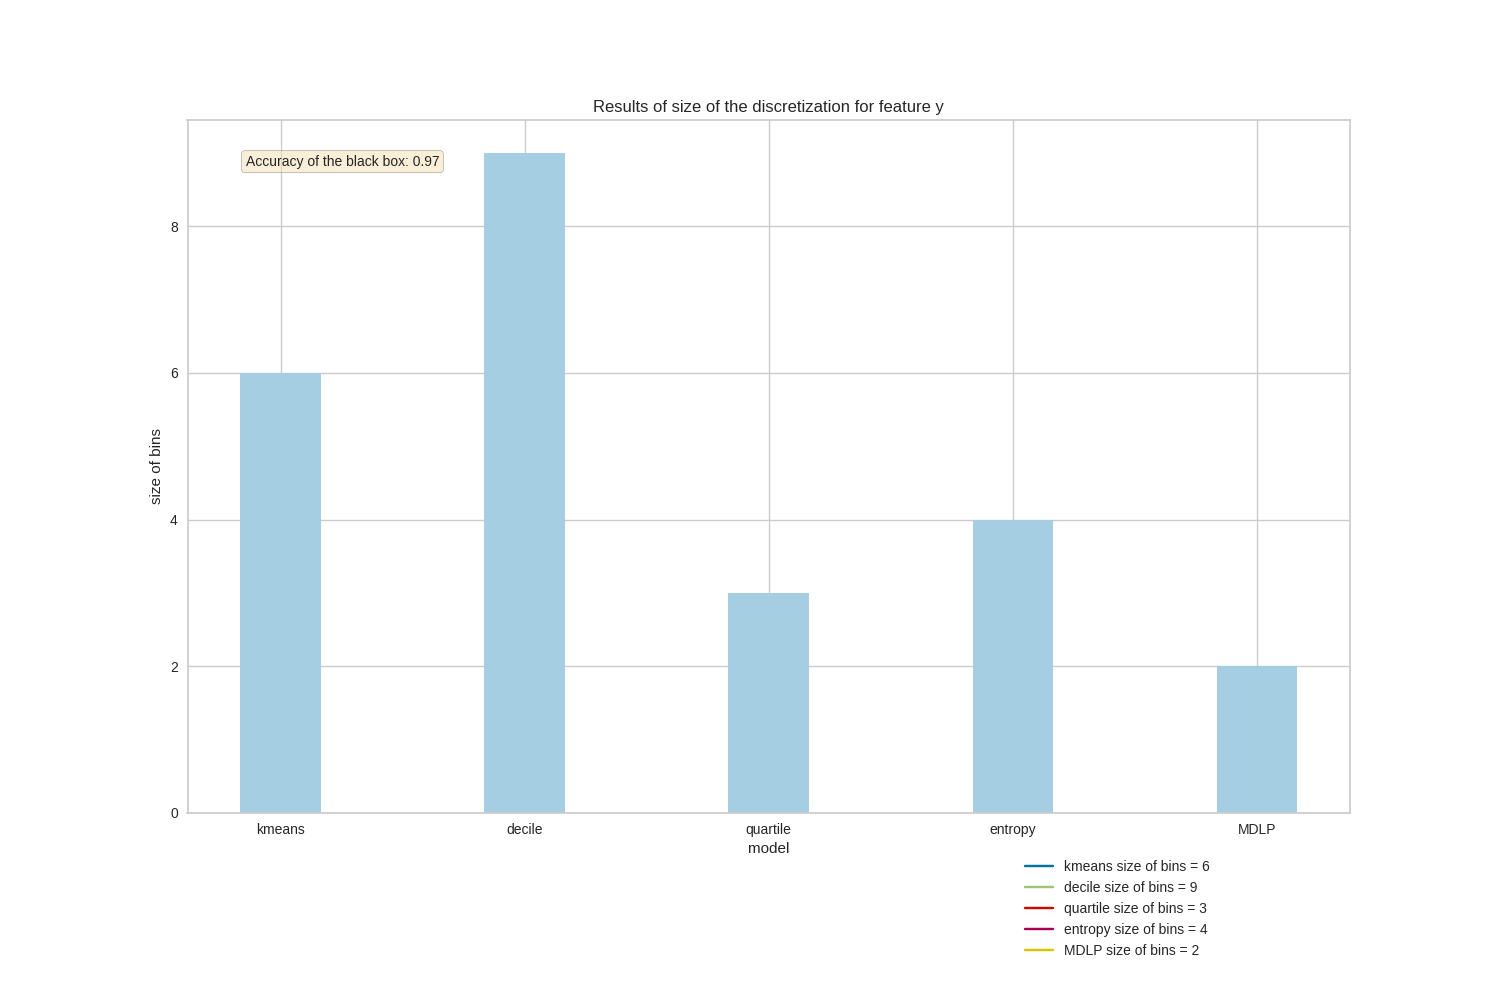 Results of size of the discretization for feature y
Accuracy of the black box: 0.97
8
6
4
2
0
size of bins
kmeans decile quartile entropy MDLP
model
kmeans size of bins = 6
decile size of bins = 9
quartile size of bins = 3
entropy size of bins = 4
MDLP size of bins = 2